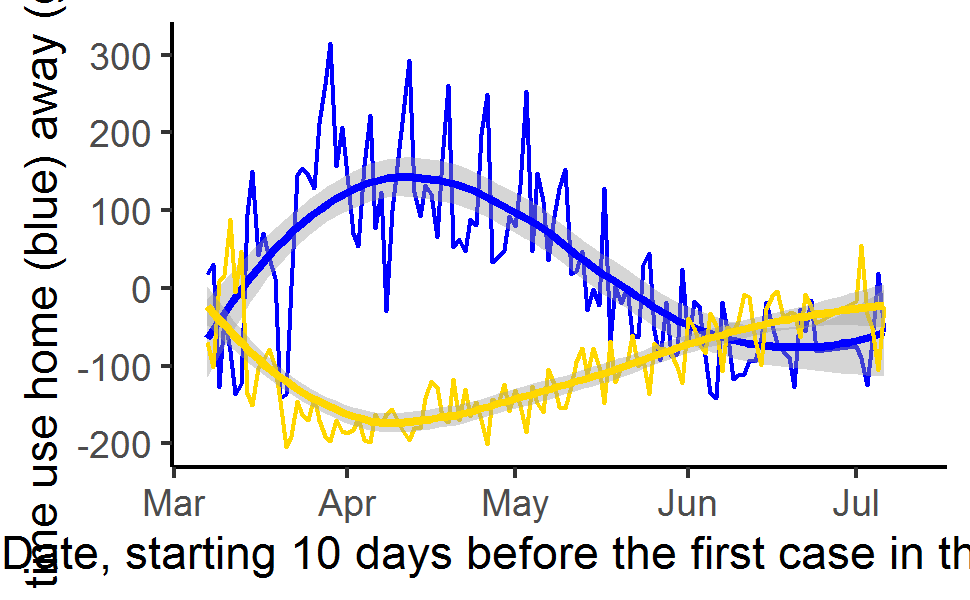 time use home (blue) away (g
300
200
100
0
-100
-200
Mar Apr May Jun Jul
Date, starting 10 days before the first case in th